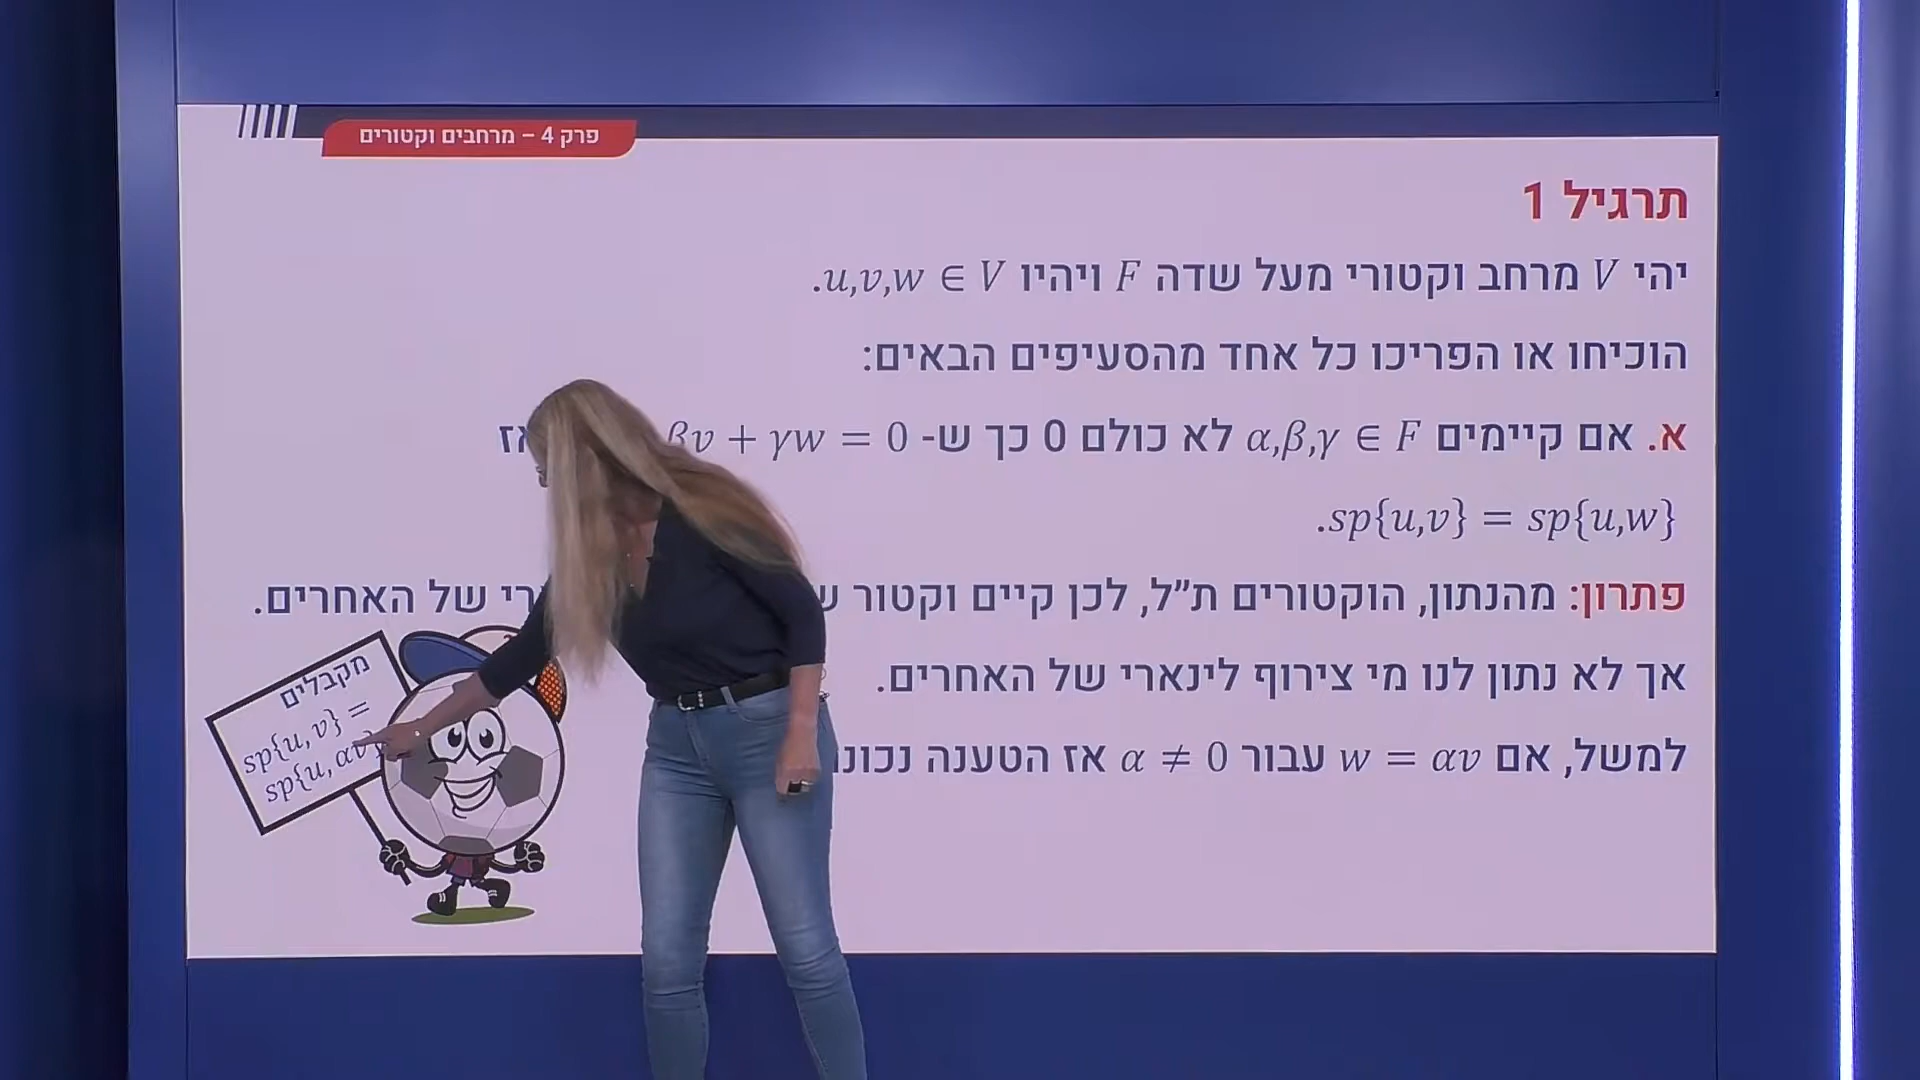 פרק 4 – מרחבים וקטורים
תרגיל 1
יהי V מרחב וקטורי מעל שדה F ויהיו u,v,w ∈ V.
הוכיחו או הפריכו כל אחד מהסעיפים הבאים:
א. אם קיימים α,β,γ ∈ F לא כולם 0 כך ש- βv + γw = 0 אז
sp{u,v} = sp{u,w}.
פתרון: מהנתון, הוקטורים ת״ל, לכן קיים וקטור של האחרים.
אך לא נתון לנו מי צירוף לינארי של האחרים.
למשל, אם w = αv עבור α ≠ 0 אז הטענה נכונה
מקבלים
sp{u,v} =
sp{u,αv}